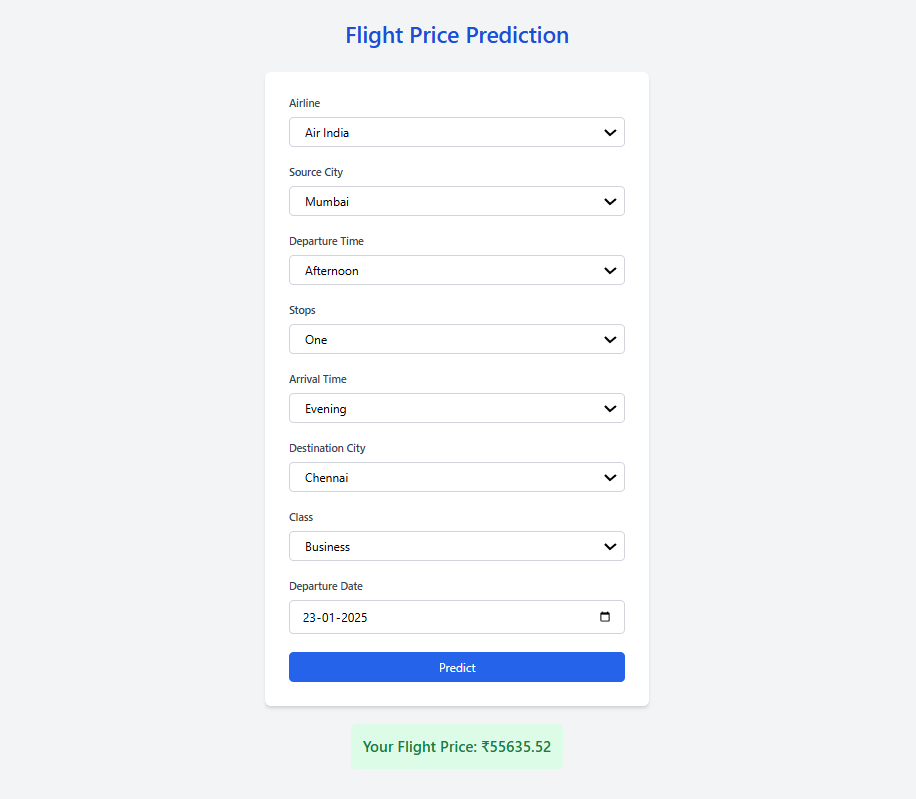 Flight Price Prediction
Airline
Air India
Source City
Mumbai
Departure Time
Afternoon
Stops
One
Arrival Time
Evening
Destination City
Chennai
Class
Business
Departure Date
23-01-2025
Predict
Your Flight Price: ₹55635.52